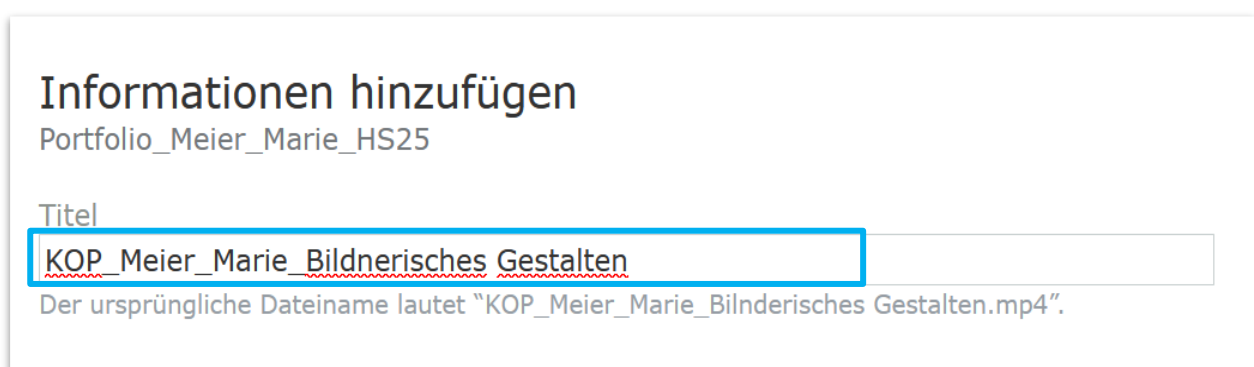 Informationen hinzufügen
Portfolio_Meier_Marie_HS25
Titel
KOP_Meier_Marie_Bildnerisches Gestalten
Der ursprüngliche Dateiname lautet “KOP_Meier_Marie_Bilnderisches Gestalten.mp4”.